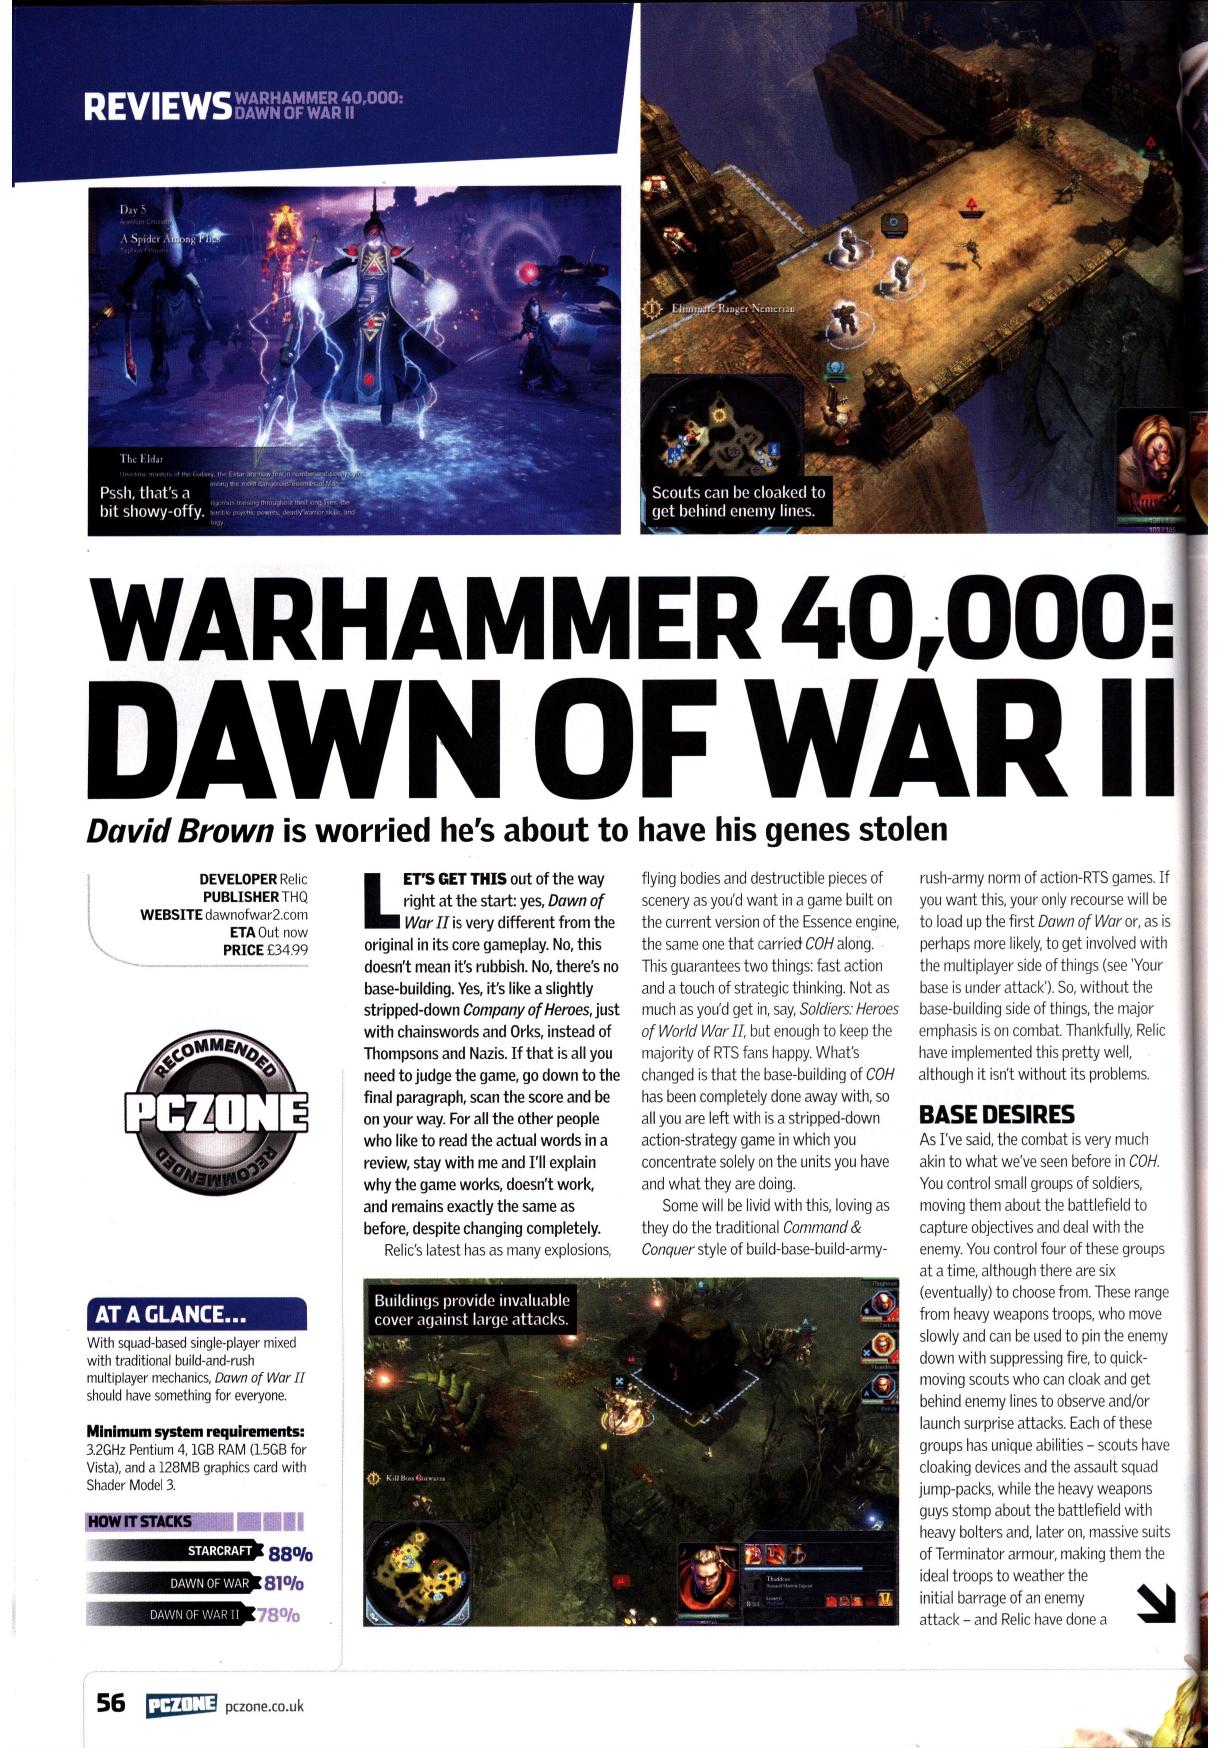 REVIEWS WARHAMMER 40,000:
DAWN OF WAR II
Day 5
Aurelian Crusade
A Spider Among Flies
Typhon Primaris
The Eldar
Pssh, that's a
bit showy-offy.
Eliminate Ranger Nemerian
Scouts can be cloaked to
get behind enemy lines.
WARHAMMER 40,000:
DAWN OF WAR II
David Brown is worried he's about to have his genes stolen
DEVELOPER Relic
PUBLISHER THQ
WEBSITE dawnofwar2.com
ETA Out now
PRICE £34.99
RECOMMENDED
PCZONE
RECOMMENDED
AT A GLANCE...
With squad-based single-player mixed
with traditional build-and-rush
multiplayer mechanics, Dawn of War II
should have something for everyone.
Minimum system requirements:
3.2GHz Pentium 4, 1GB RAM (1.5GB for
Vista), and a 128MB graphics card with
Shader Model 3.
HOW IT STACKS
STARCRAFT 88%
DAWN OF WAR 81%
DAWN OF WAR II 78%
LET'S GET THIS out of the way
right at the start: yes, Dawn of
War II is very different from the
original in its core gameplay. No, this
doesn't mean it's rubbish. No, there's no
base-building. Yes, it's like a slightly
stripped-down Company of Heroes, just
with chainswords and Orks, instead of
Thompsons and Nazis. If that is all you
need to judge the game, go down to the
final paragraph, scan the score and be
on your way. For all the other people
who like to read the actual words in a
review, stay with me and I'll explain
why the game works, doesn't work,
and remains exactly the same as
before, despite changing completely.
Relic's latest has as many explosions,
flying bodies and destructible pieces of
scenery as you'd want in a game built on
the current version of the Essence engine,
the same one that carried COH along.
This guarantees two things: fast action
and a touch of strategic thinking. Not as
much as you'd get in, say, Soldiers: Heroes
of World War II, but enough to keep the
majority of RTS fans happy. What's
changed is that the base-building of COH
has been completely done away with, so
all you are left with is a stripped-down
action-strategy game in which you
concentrate solely on the units you have
and what they are doing.
Some will be livid with this, loving as
they do the traditional Command &
Conquer style of build-base-build-army-
rush-army norm of action-RTS games. If
you want this, your only recourse will be
to load up the first Dawn of War or, as is
perhaps more likely, to get involved with
the multiplayer side of things (see 'Your
base is under attack'). So, without the
base-building side of things, the major
emphasis is on combat. Thankfully, Relic
have implemented this pretty well,
although it isn't without its problems.
BASE DESIRES
As I've said, the combat is very much
akin to what we've seen before in COH.
You control small groups of soldiers,
moving them about the battlefield to
capture objectives and deal with the
enemy. You control four of these groups
at a time, although there are six
(eventually) to choose from. These range
from heavy weapons troops, who move
slowly and can be used to pin the enemy
down with suppressing fire, to quick-
moving scouts who can cloak and get
behind enemy lines to observe and/or
launch surprise attacks. Each of these
groups has unique abilities – scouts have
cloaking devices and the assault squad
jump-packs, while the heavy weapons
guys stomp about the battlefield with
heavy bolters and, later on, massive suits
of Terminator armour, making them the
ideal troops to weather the
initial barrage of an enemy
attack – and Relic have done a
Buildings provide invaluable
cover against large attacks.
Tarkus
Thaddeus
Avitus
Kill Boss Gorwazza
Thaddeus
56 PCZONE pczone.co.uk